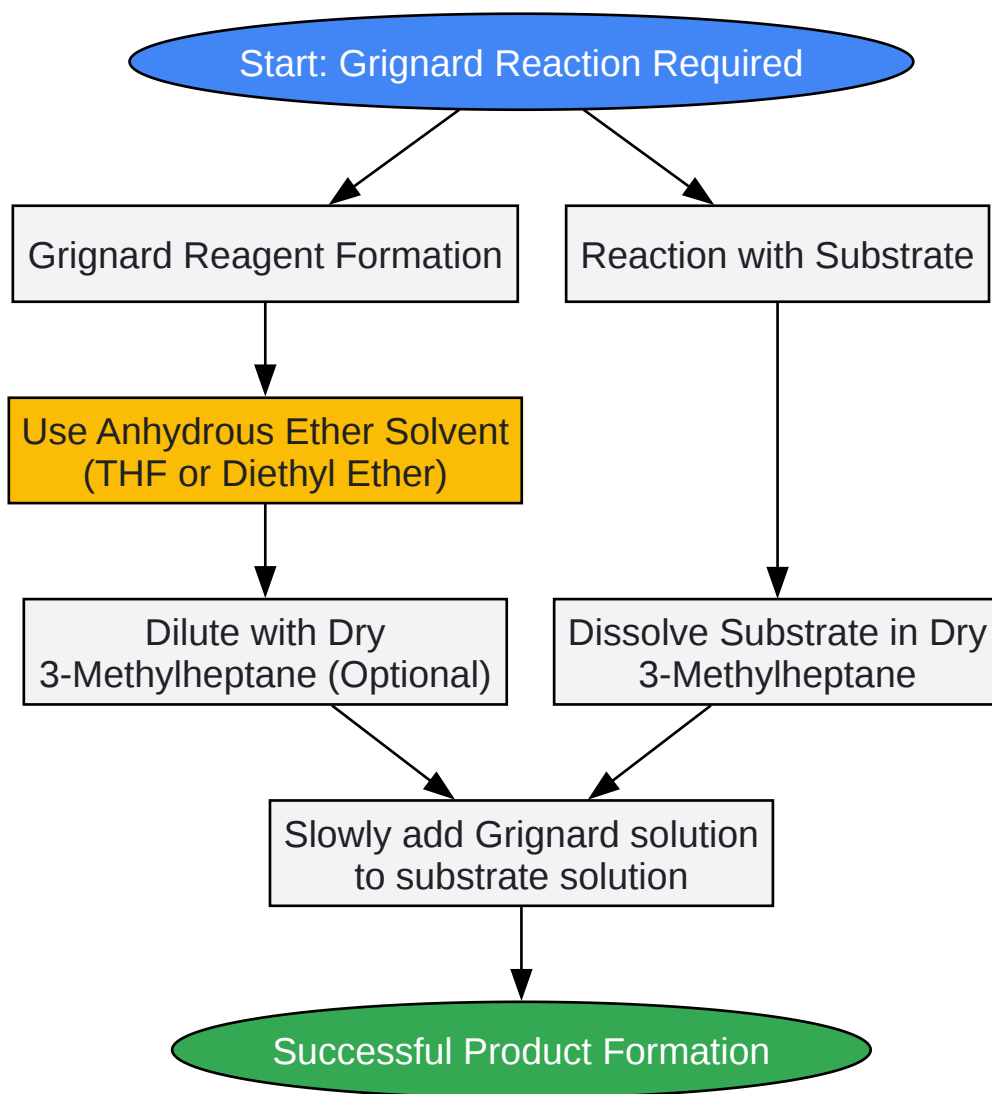 Start: Grignard Reaction Required
Grignard Reagent Formation
Reaction with Substrate
Use Anhydrous Ether Solvent
(THF or Diethyl Ether)
Dilute with Dry
3-Methylheptane (Optional)
Dissolve Substrate in Dry
3-Methylheptane
Slowly add Grignard solution
to substrate solution
Successful Product Formation